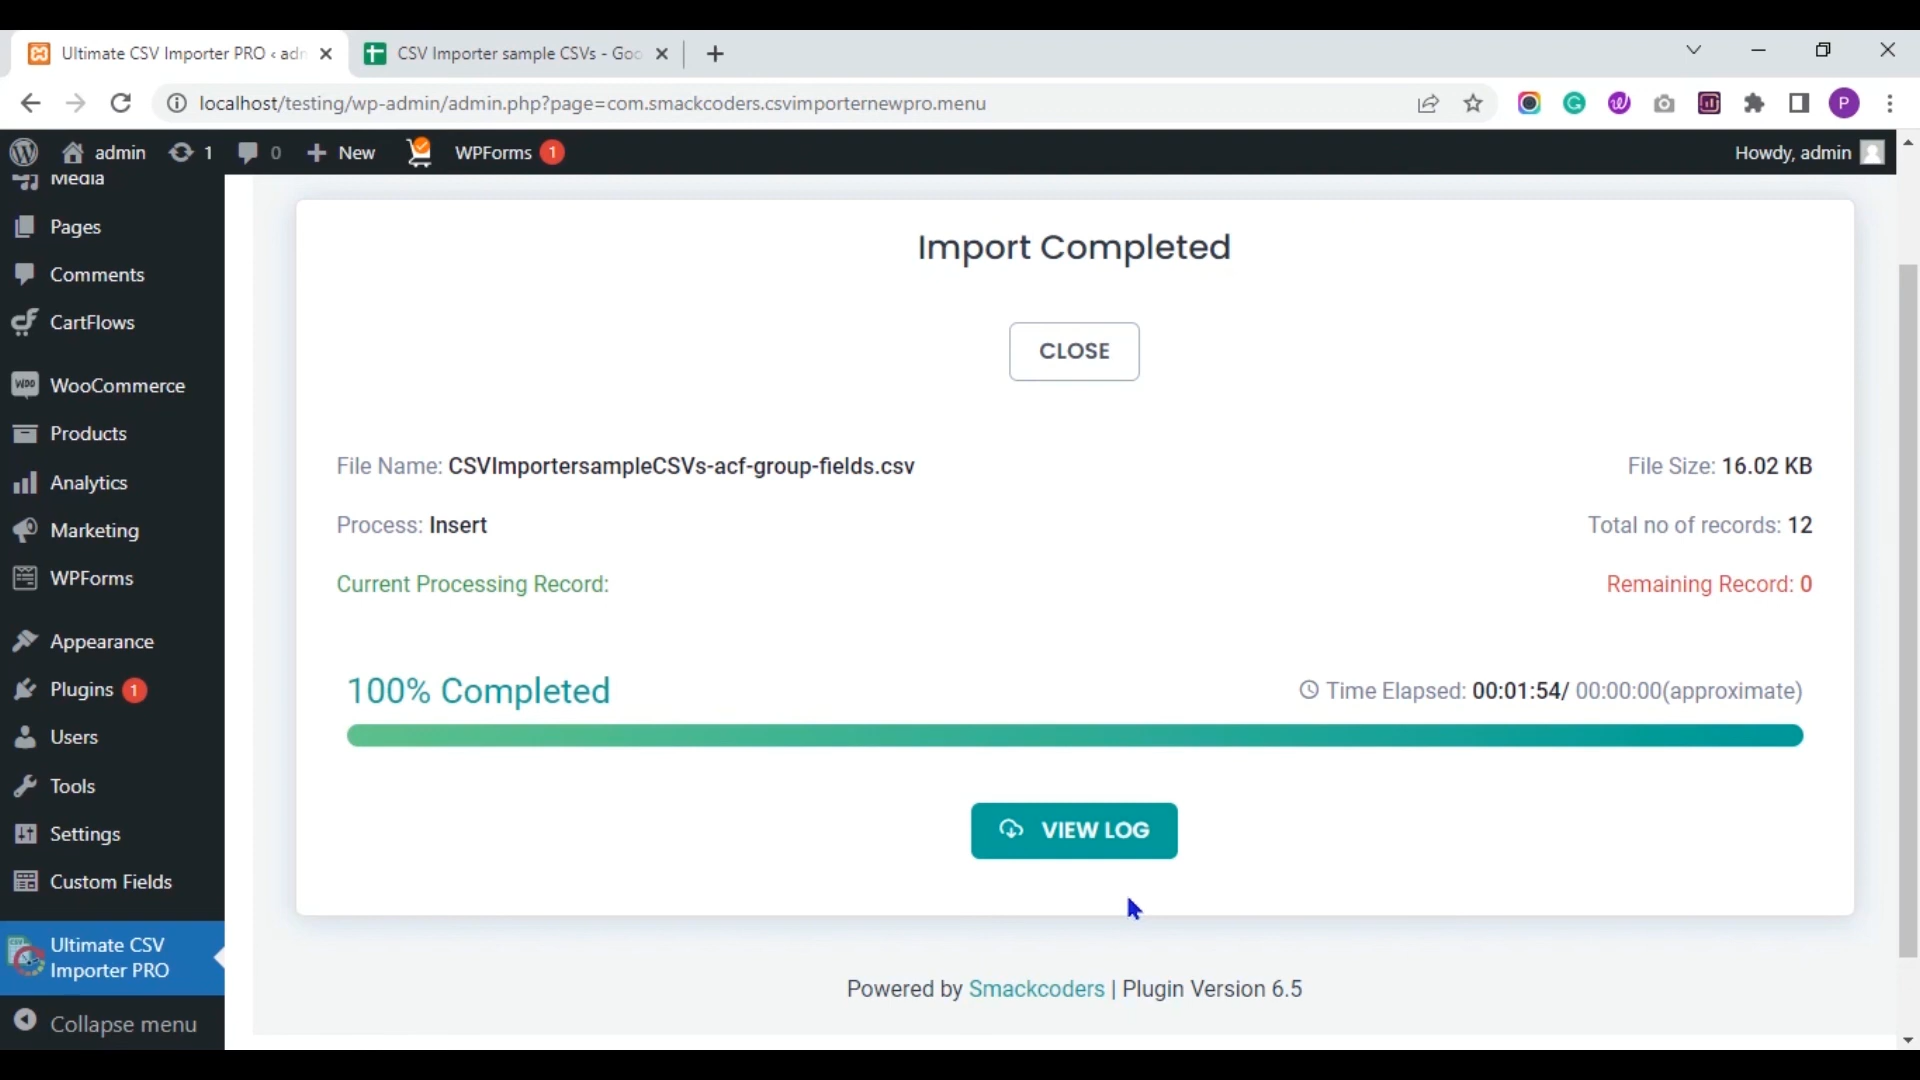 Ultimate CSV Importer PRO ‹ adn
CSV Importer sample CSVs - Goo
localhost/testing/wp-admin/admin.php?page=com.smackcoders.csvimporternewpro.menu
P
admin
1
0
New
WPForms 1
Howdy, admin
Media
Pages
Comments
CartFlows
WooCommerce
Products
Analytics
Marketing
WPForms
Appearance
Plugins 1
Users
Tools
Settings
Custom Fields
Ultimate CSV
Importer PRO
Collapse menu
Import Completed
CLOSE
File Name: CSVImportersampleCSVs-acf-group-fields.csv
File Size: 16.02 KB
Process: Insert
Total no of records: 12
Current Processing Record:
Remaining Record: 0
100% Completed
Time Elapsed: 00:01:54/ 00:00:00(approximate)
VIEW LOG
Powered by Smackcoders | Plugin Version 6.5